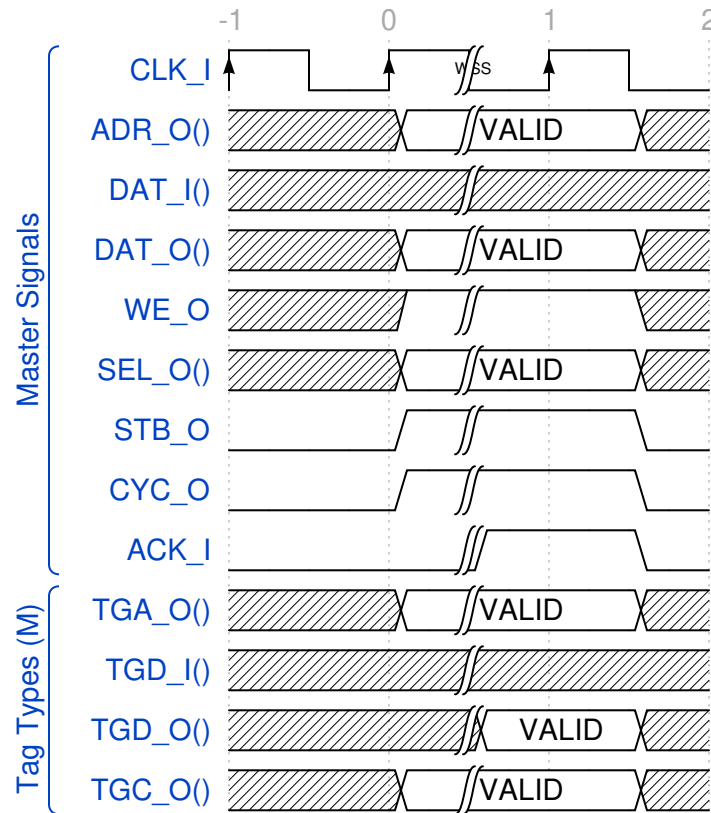 -1 0 1 2
Master Signals
CLK_I
wss
ADR_O() VALID
DAT_I()
DAT_O() VALID
WE_O
SEL_O() VALID
STB_O
CYC_O
ACK_I
Tag Types (M)
TGA_O() VALID
TGD_I()
TGD_O() VALID
TGC_O() VALID